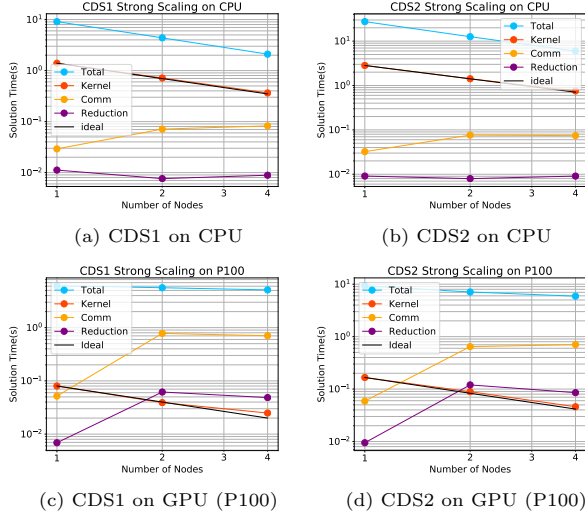 CDS1 Strong Scaling on CPU
10¹
10⁰
10⁻¹
10⁻²
Solution Time(s)
Total
Kernel
Comm
Reduction
ideal
1
2
3
4
Number of Nodes
(a) CDS1 on CPU
CDS2 Strong Scaling on CPU
10¹
10⁰
10⁻¹
10⁻²
Solution Time(s)
Total
Kernel
Comm
Reduction
ideal
1
2
3
4
Number of Nodes
(b) CDS2 on CPU
CDS1 Strong Scaling on P100
10⁰
10⁻¹
10⁻²
Solution Time(s)
Total
Kernel
Comm
Reduction
Ideal
1
2
3
4
Number of Nodes
(c) CDS1 on GPU (P100)
CDS2 Strong Scaling on P100
10¹
10⁰
10⁻¹
10⁻²
Solution Time(s)
Total
Kernel
Comm
Reduction
Ideal
1
2
3
4
Number of Nodes
(d) CDS2 on GPU (P100)